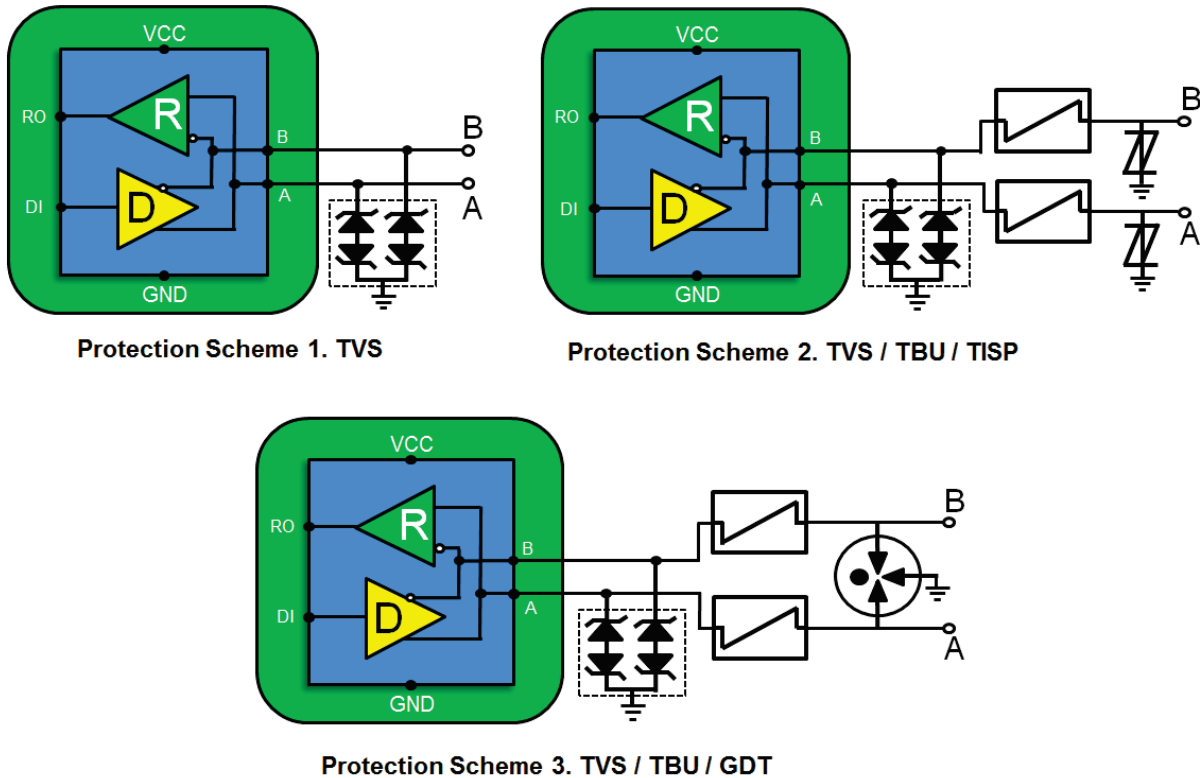 VCC
RO
R
B
B
A
A
DI
D
GND
Protection Scheme 1. TVS
VCC
RO
R
B
B
A
A
DI
D
GND
Protection Scheme 2. TVS / TBU / TISP
VCC
RO
R
B
B
A
A
DI
D
GND
Protection Scheme 3. TVS / TBU / GDT